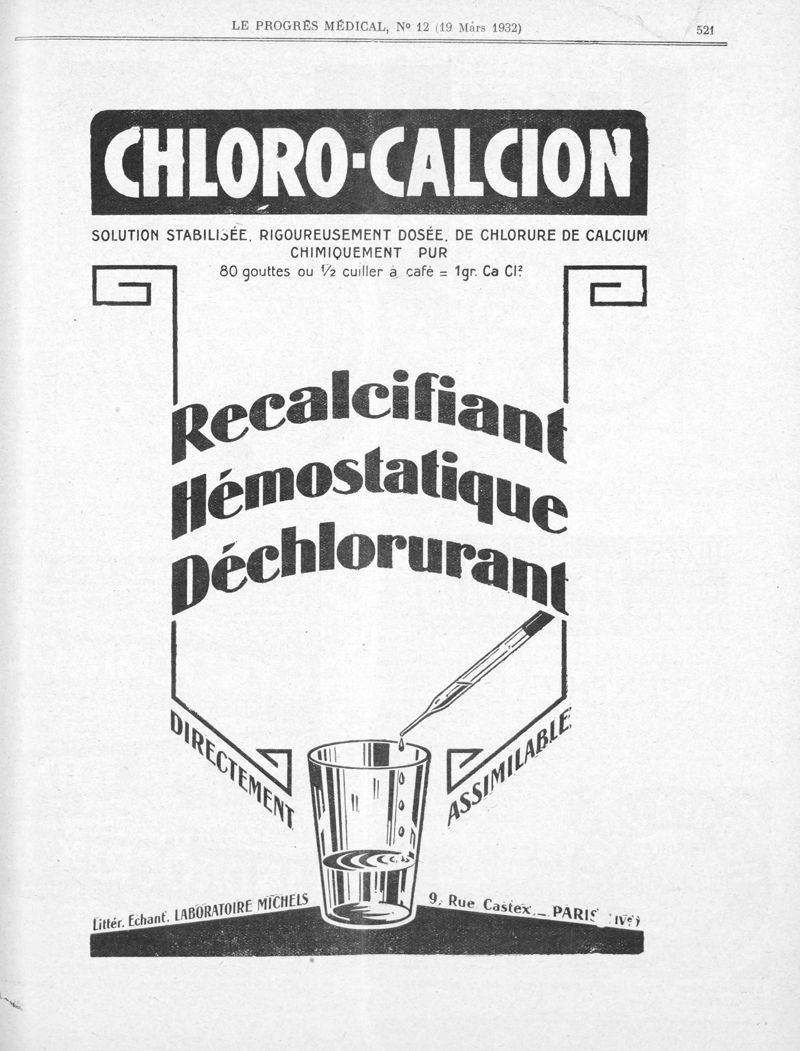 LE PROGRÈS MÉDICAL, Nº 12 (19 Mars 1932)
521
CHLORO-CALCION
SOLUTION STABILISÉE, RIGOUREUSEMENT DOSÉE, DE CHLORURE DE CALCIUM
CHIMIQUEMENT PUR
80 gouttes ou 1/2 cuiller à café = 1gr. Ca Cl²
Recalcifiant
Hémostatique
Déchlorurant
DIRECTEMENT
ASSIMILABLE
Littér. Echant. LABORATOIRE MICHELS
9, Rue Castex _ PARIS (IVe)